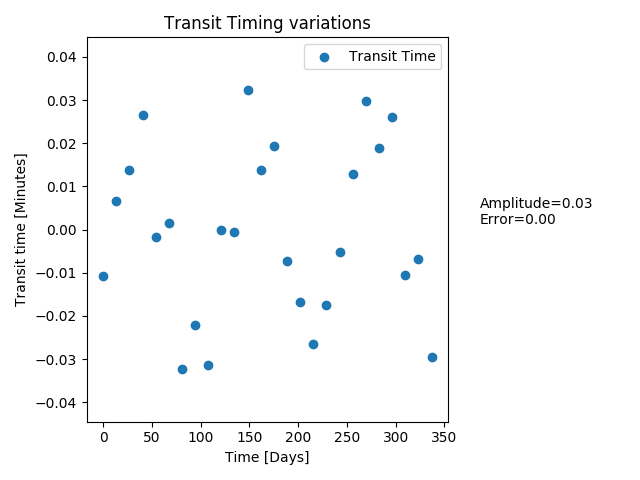 Transit Timing variations
Transit Time
0.04
0.03
0.02
0.01
0.00
−0.01
−0.02
−0.03
−0.04
Transit time [Minutes]
0 50 100 150 200 250 300 350
Time [Days]
Amplitude=0.03
Error=0.00